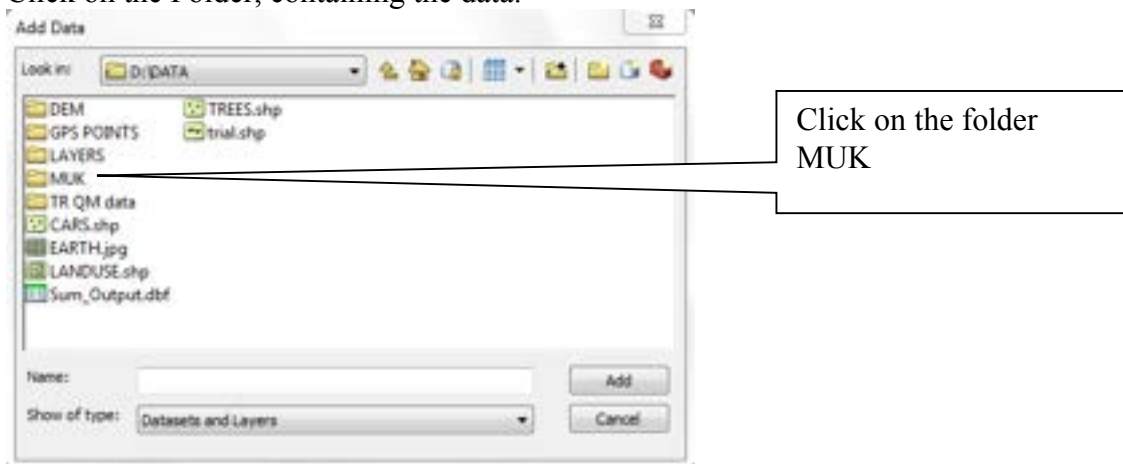 Click on the Folder, containing the data.
Add Data
Look in: D:\DATA
DEM
GPS POINTS
LAYERS
MUK
TR QM data
CARS.shp
EARTH.jpg
LANDUSE.shp
Sum_Output.dbf
TREES.shp
trial.shp
Click on the folder
MUK
Name:
Add
Show of type: Datasets and Layers
Cancel